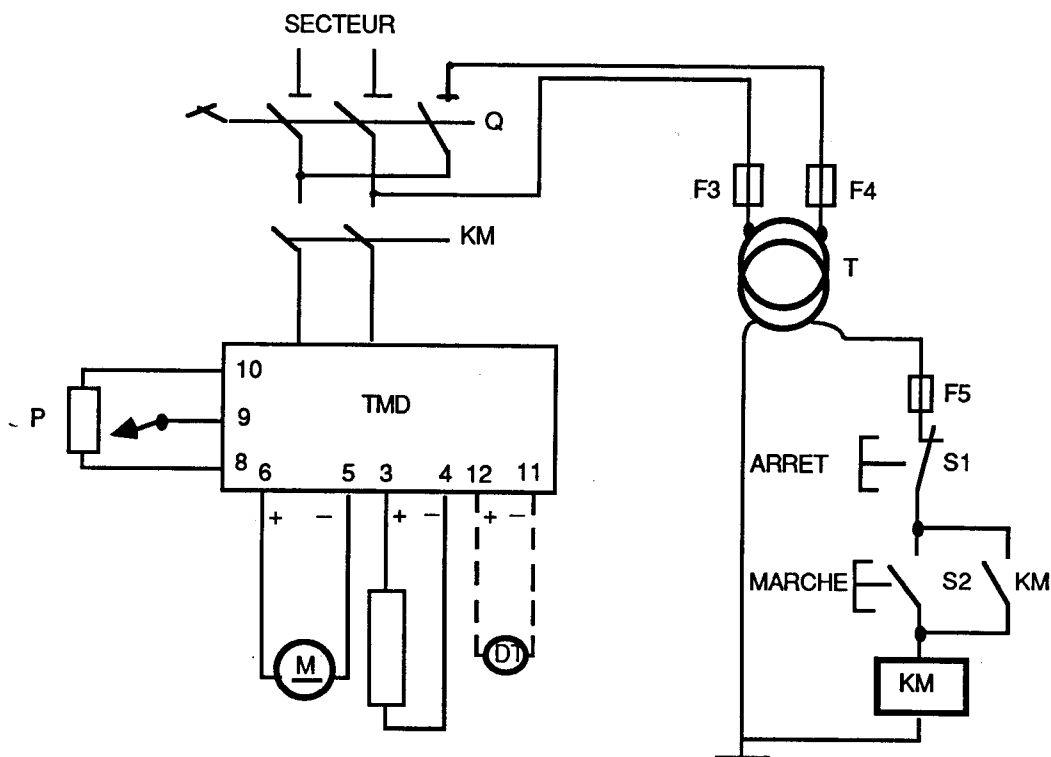 SECTEUR
Q
F3 F4
KM
T
10
TMD
P
9
F5
8
6 5 3 4 12 11
ARRET S1
+ − + − + −
MARCHE S2 KM
M
DT
KM